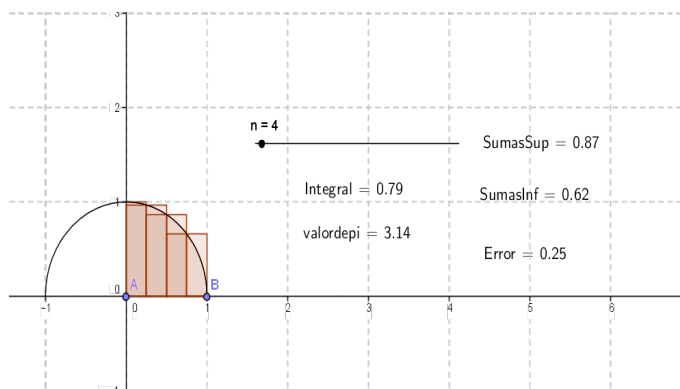 3
2
n = 4
SumasSup = 0.87
Integral = 0.79
SumasInf = 0.62
1
valordepi = 3.14
Error = 0.25
0
A
B
−1
0
1
2
3
4
5
6